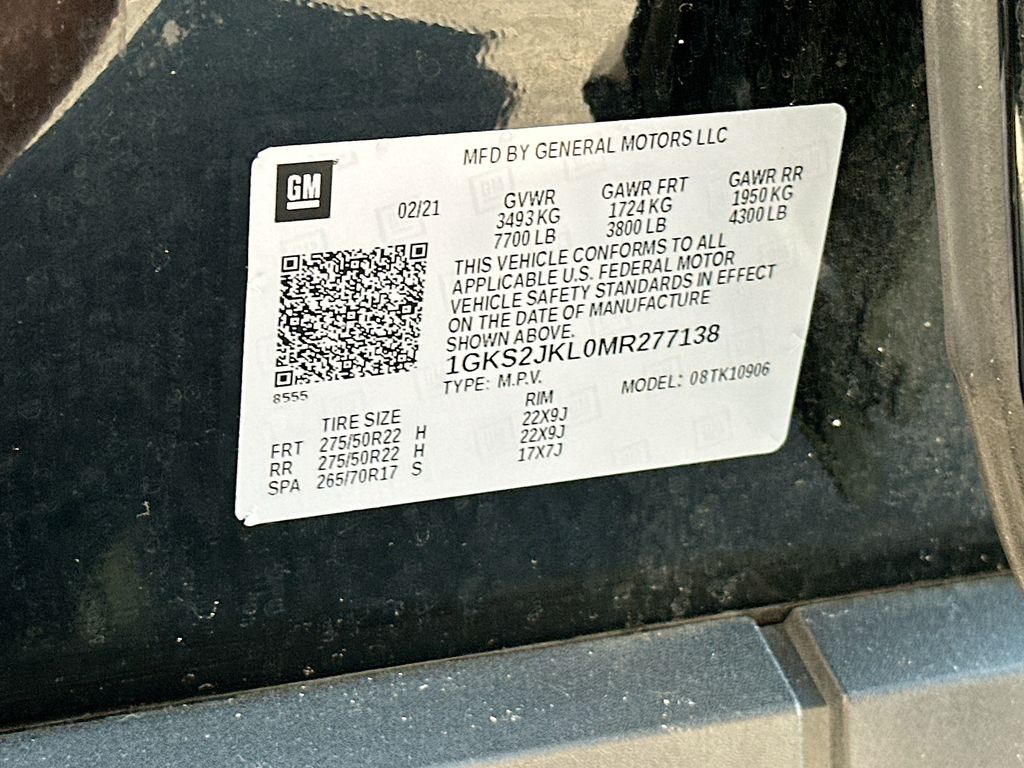 MFD BY GENERAL MOTORS LLC
GM
02/21
GVWR
3493 KG
7700 LB
GAWR FRT
1724 KG
3800 LB
GAWR RR
1950 KG
4300 LB
THIS VEHICLE CONFORMS TO ALL
APPLICABLE U.S. FEDERAL MOTOR
VEHICLE SAFETY STANDARDS IN EFFECT
ON THE DATE OF MANUFACTURE
SHOWN ABOVE.
1GKS2JKL0MR277138
TYPE: M.P.V.
MODEL: 08TK10906
8555
TIRE SIZE RIM
FRT 275/50R22 H 22X9J
RR 275/50R22 H 22X9J
SPA 265/70R17 S 17X7J